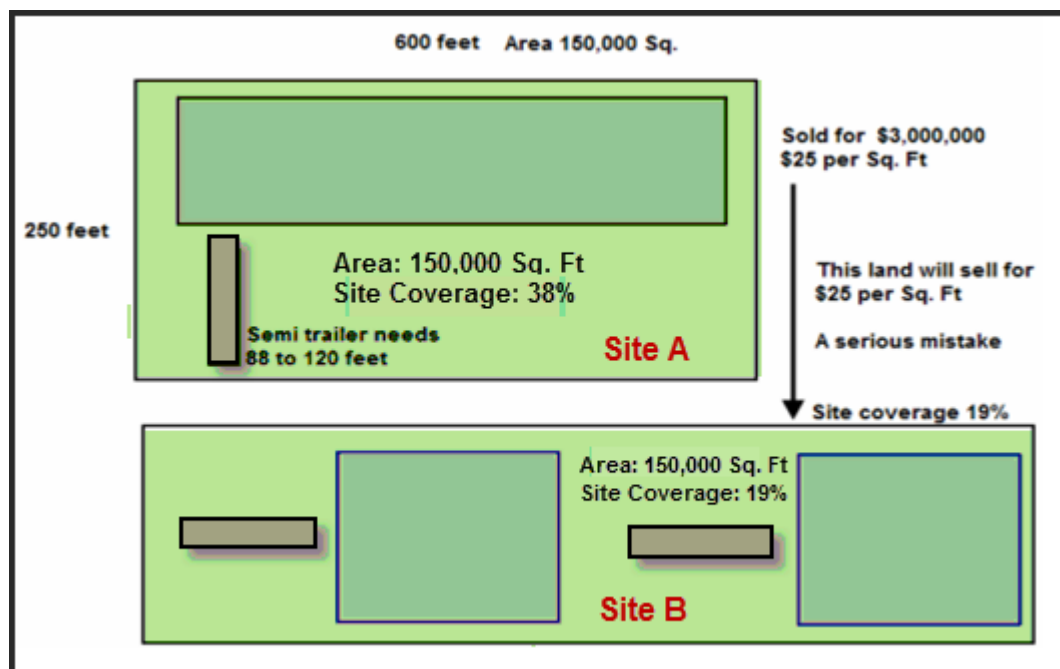 600 feet Area 150,000 Sq.
Sold for $3,000,000
$25 per Sq. Ft
250 feet
Area: 150,000 Sq. Ft
Site Coverage: 38%
This land will sell for
$25 per Sq. Ft
Semi trailer needs
88 to 120 feet
Site A
A serious mistake
Site coverage 19%
Area: 150,000 Sq. Ft
Site Coverage: 19%
Site B